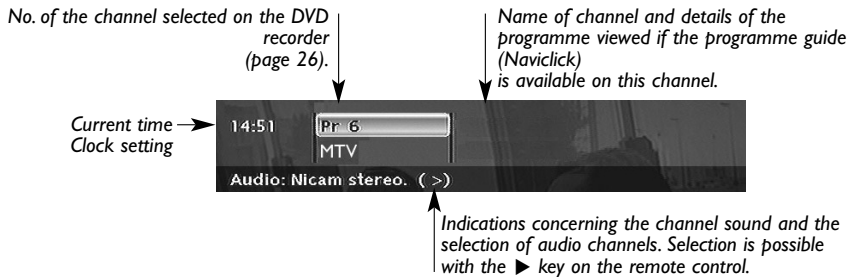 No. of the channel selected on the DVD
recorder
(page 26).
Name of channel and details of the
programme viewed if the programme guide
(Naviclick)
is available on this channel.
Current time
Clock setting
14:51
Pr 6
MTV
Audio: Nicam stereo. ( >)
Indications concerning the channel sound and the
selection of audio channels. Selection is possible
with the ▶ key on the remote control.